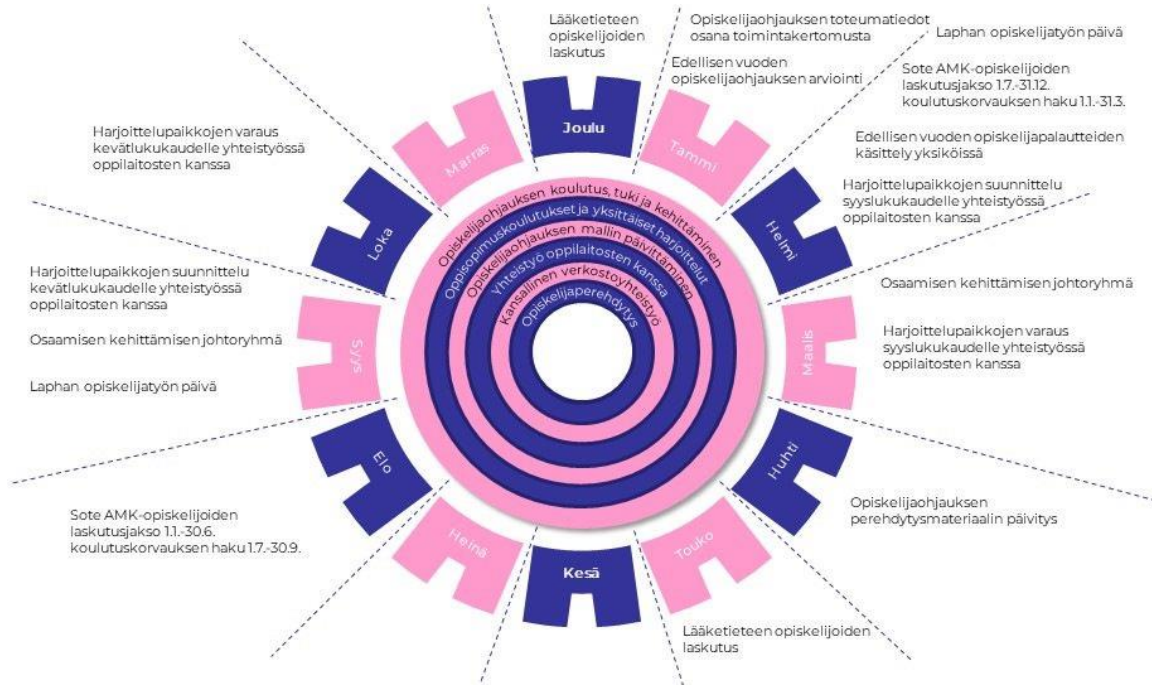 Lääketieteen
opiskelijoiden
laskutus
Opiskelijaohjauksen toteumatiedot
osana toimintakertomusta
Edellisen vuoden
opiskelijaohjauksen arviointi
Laphan opiskelijatyön päivä
Sote AMK-opiskelijoiden
laskutusjakso 1.7.-31.12.
koulutuskorvauksen haku 1.1.-31.3.
Edellisen vuoden opiskelijapalautteiden
käsittely yksiköissä
Harjoittelupaikkojen suunnittelu
syyslukukaudelle yhteistyössä
oppilaitosten kanssa
Osaamisen kehittämisen johtoryhmä
Harjoittelupaikkojen varaus
syyslukukaudelle yhteistyössä
oppilaitosten kanssa
Opiskelijaohjauksen
perehdytysmateriaalin päivitys
Lääketieteen opiskelijoiden
laskutus
Sote AMK-opiskelijoiden
laskutusjakso 1.1.-30.6.
koulutuskorvauksen haku 1.7.-30.9.
Harjoittelupaikkojen suunnittelu
kevätlukukaudelle yhteistyössä
oppilaitosten kanssa
Osaamisen kehittämisen johtoryhmä
Laphan opiskelijatyön päivä
Harjoittelupaikkojen varaus
kevätlukukaudelle yhteistyössä
oppilaitosten kanssa
Joulu
Tammi
Helmi
Maalis
Huhti
Touko
Kesä
Heinä
Elo
Syys
Loka
Marras
Opiskelijaohjauksen koulutus, tuki ja kehittäminen
Oppisopimuskoulutukset ja yksittäiset harjoittelut
Opiskelijaohjauksen mallin päivittäminen
Yhteistyö oppilaitosten kanssa
Kansallinen verkostoyhteistyö
Opiskelijaperehdytys